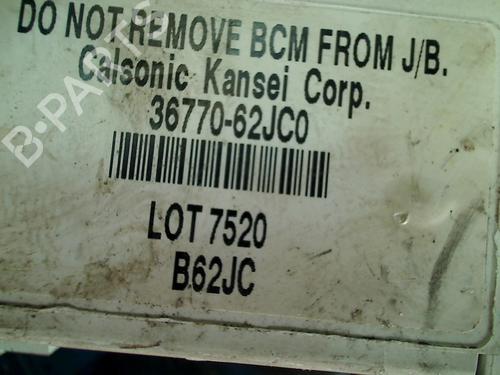 DO NOT REMOVE BCM FROM J/B.
Calsonic Kansei Corp.
36770-62JC0
LOT 7520
B62JC
B-PARTS